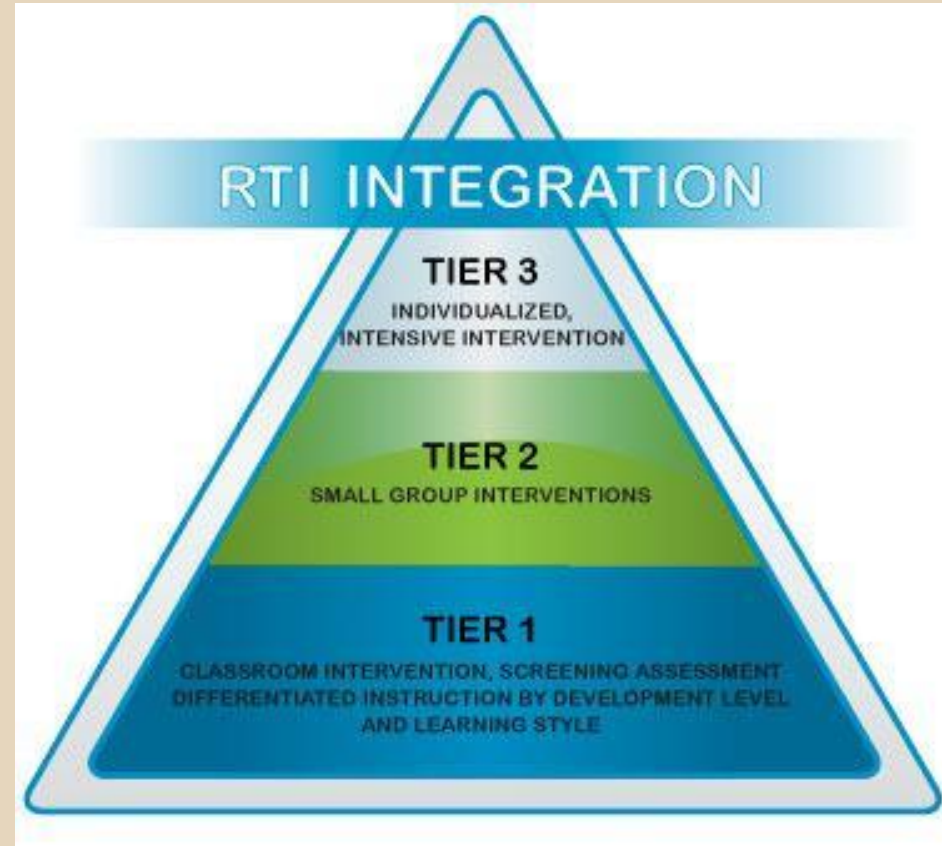 RTI INTEGRATION
TIER 3
INDIVIDUALIZED,
INTENSIVE INTERVENTION
TIER 2
SMALL GROUP INTERVENTIONS
TIER 1
CLASSROOM INTERVENTION, SCREENING ASSESSMENT
DIFFERENTIATED INSTRUCTION BY DEVELOPMENT LEVEL
AND LEARNING STYLE